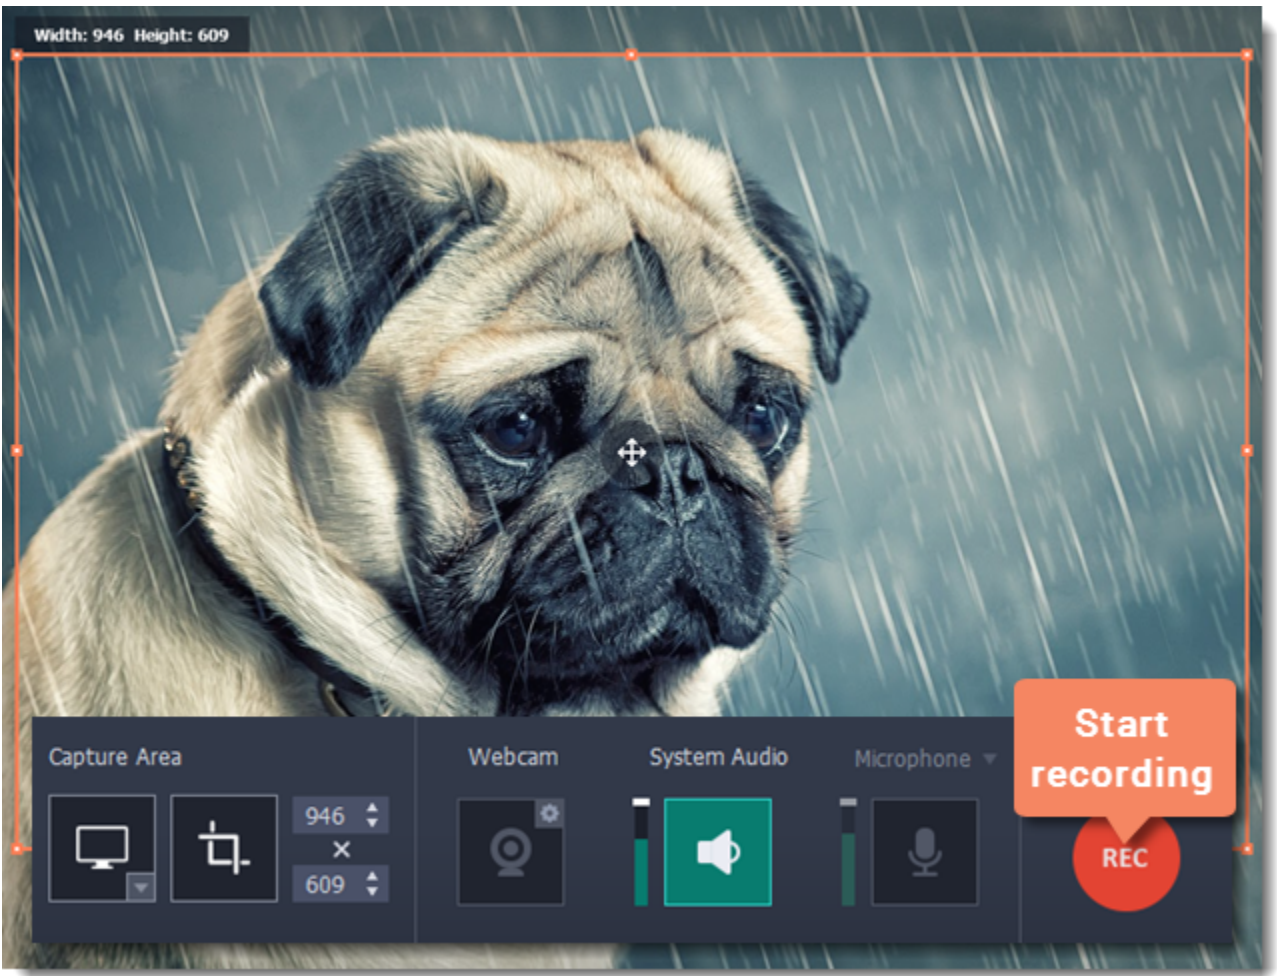 Width: 946 Height: 609
Capture Area
Webcam
System Audio
Microphone
Start
recording
946
×
609
REC